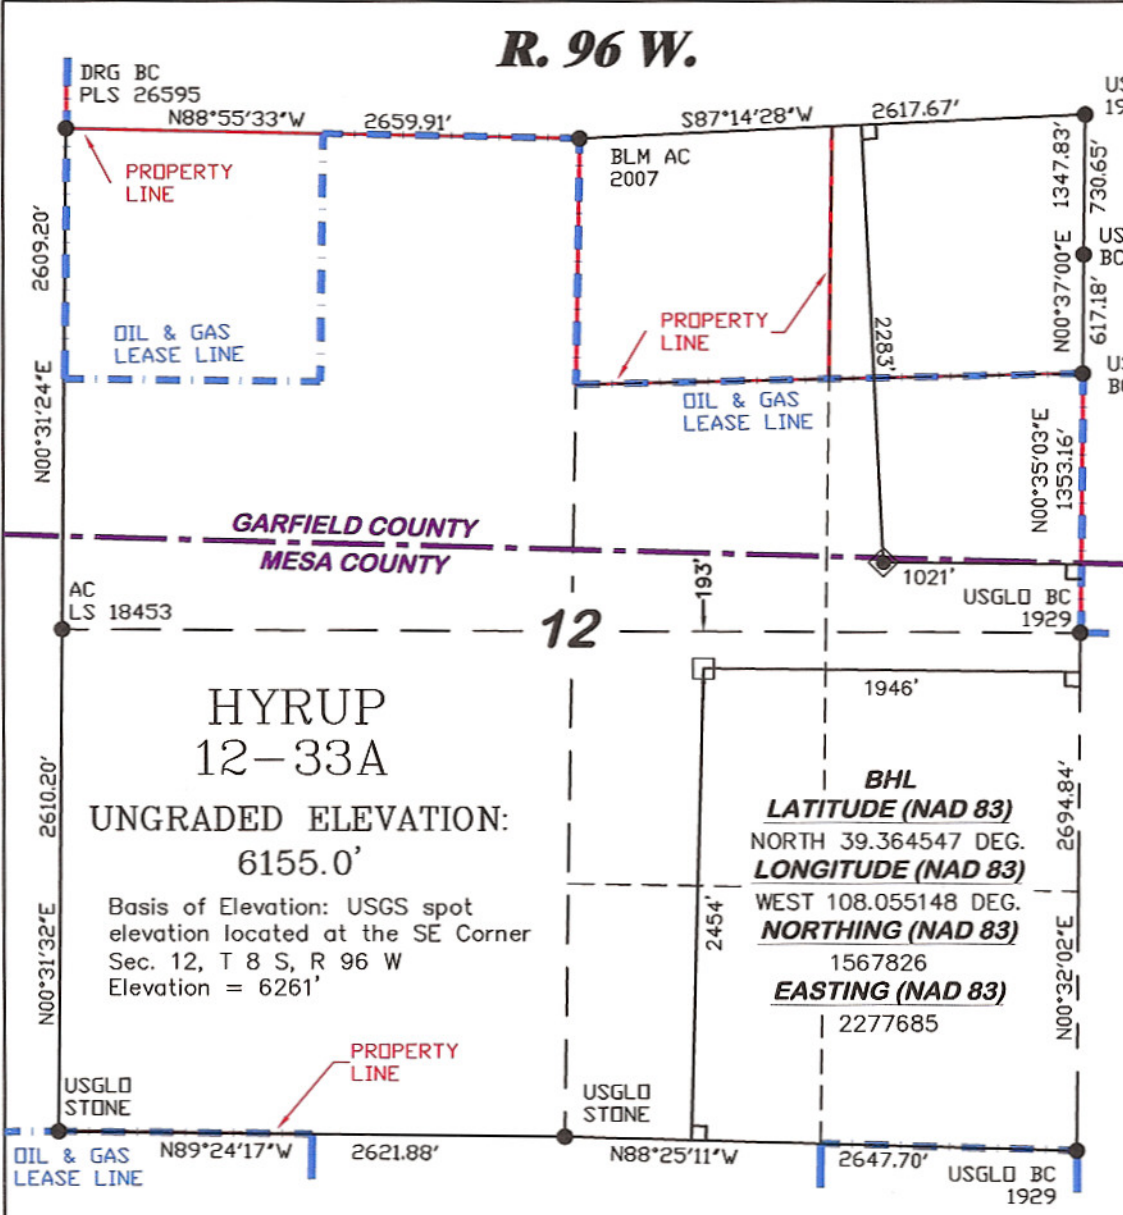 R. 96 W.
DRG BC
PLS 26595
N88°55'33"W
2659.91'
S87°14'28"W
2617.67'
US
19
PROPERTY
LINE
BLM AC
2007
1347.83'
730.65'
2609.20'
US
BC
N00°37'00"E
617.18'
OIL & GAS
LEASE LINE
PROPERTY
LINE
2283'
US
BC
OIL & GAS
LEASE LINE
N00°31'24"E
N00°35'03"E
1353.16'
GARFIELD COUNTY
MESA COUNTY
193'
1021'
AC
LS 18453
USGLO BC
1929
12
1946'
HYRUP
12-33A
UNGRADED ELEVATION:
6155.0'
2610.20'
2694.84'
BHL
LATITUDE (NAD 83)
NORTH 39.364547 DEG.
LONGITUDE (NAD 83)
WEST 108.055148 DEG.
NORTHING (NAD 83)
1567826
EASTING (NAD 83)
2277685
Basis of Elevation: USGS spot
elevation located at the SE Corner
Sec. 12, T 8 S, R 96 W
Elevation = 6261'
2454'
N00°31'32"E
N00°32'02"E
PROPERTY
LINE
USGLO
STONE
USGLO
STONE
OIL & GAS
LEASE LINE
N89°24'17"W
2621.88'
N88°25'11"W
2647.70'
USGLO BC
1929